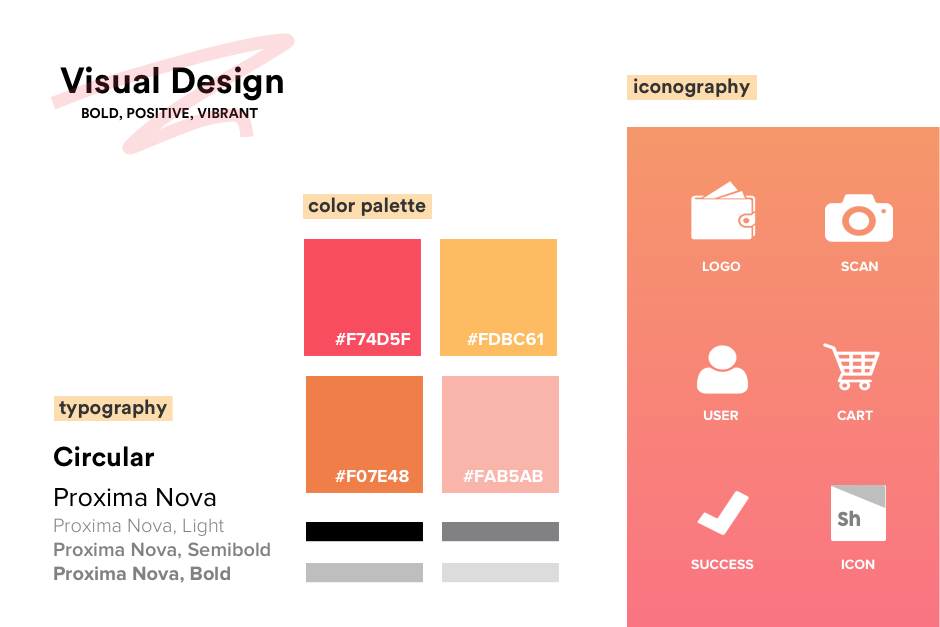 Visual Design
BOLD, POSITIVE, VIBRANT
typography
Circular
Proxima Nova
Proxima Nova, Light
Proxima Nova, Semibold
Proxima Nova, Bold
color palette
#F74D5F
#FDBC61
#F07E48
#FAB5AB
iconography
LOGO
SCAN
USER
CART
Sh
SUCCESS
ICON